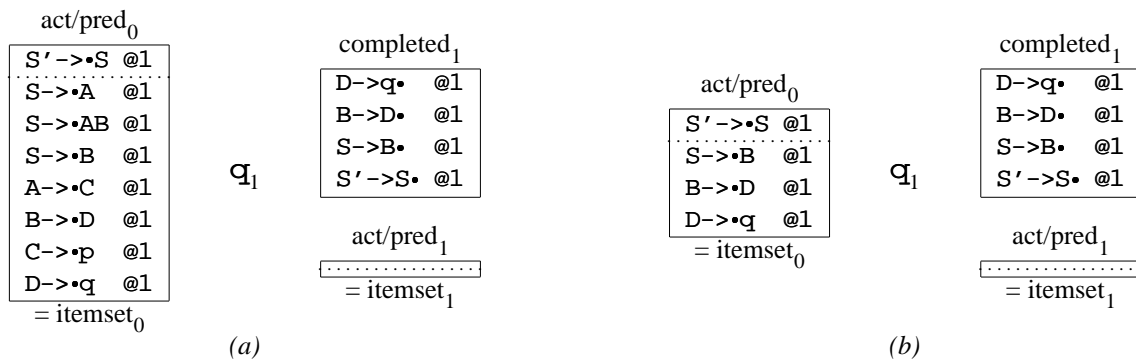 act/pred0
S'->•S @1
S->•A @1
S->•AB @1
S->•B @1
A->•C @1
B->•D @1
C->•p @1
D->•q @1
= itemset0
q1
completed1
D->q• @1
B->D• @1
S->B• @1
S'->S• @1
act/pred1
= itemset1
(a)
act/pred0
S'->•S @1
S->•B @1
B->•D @1
D->•q @1
= itemset0
q1
completed1
D->q• @1
B->D• @1
S->B• @1
S'->S• @1
act/pred1
= itemset1
(b)